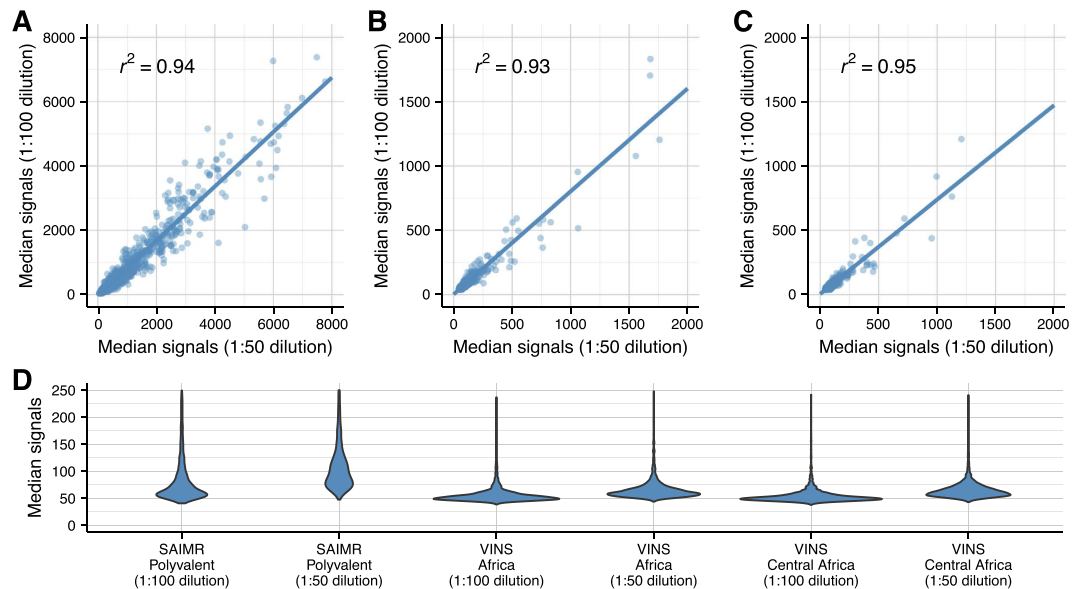 A
Median signals (1:100 dilution)
8000
6000
4000
2000
0
r² = 0.94
0 2000 4000 6000 8000
Median signals (1:50 dilution)
B
Median signals (1:100 dilution)
2000
1500
1000
500
0
r² = 0.93
0 500 1000 1500 2000
Median signals (1:50 dilution)
C
Median signals (1:100 dilution)
2000
1500
1000
500
0
r² = 0.95
0 500 1000 1500 2000
Median signals (1:50 dilution)
D
Median signals
250
200
150
100
50
0
SAIMR
Polyvalent
(1:100 dilution)
SAIMR
Polyvalent
(1:50 dilution)
VINS
Africa
(1:100 dilution)
VINS
Africa
(1:50 dilution)
VINS
Central Africa
(1:100 dilution)
VINS
Central Africa
(1:50 dilution)